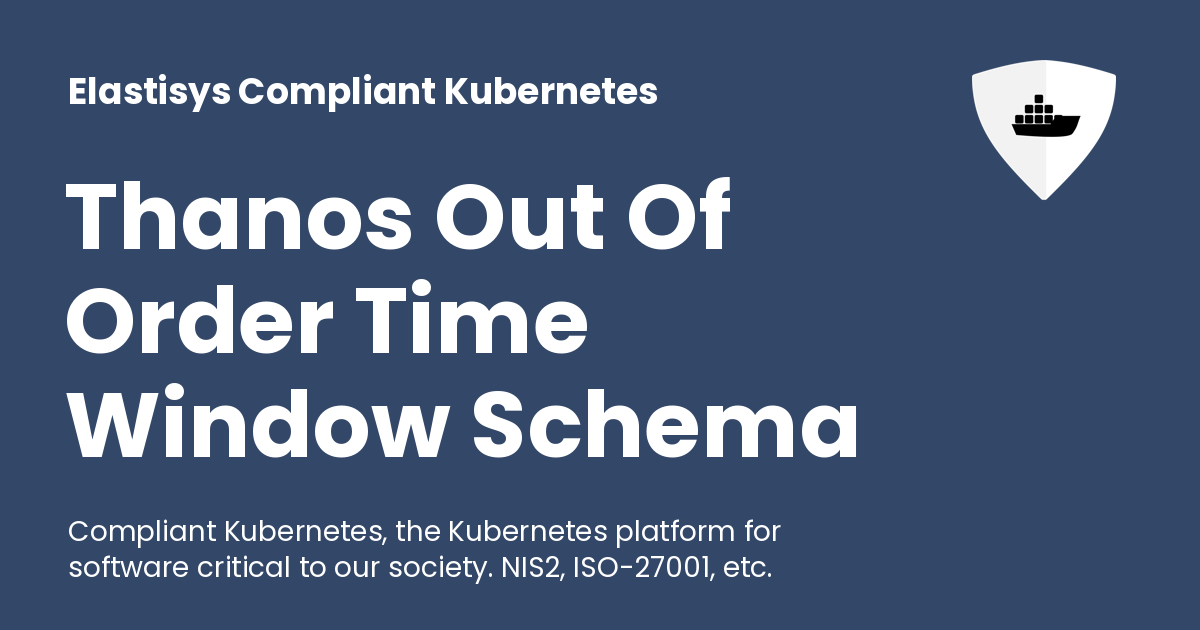 Elastisys Compliant Kubernetes
Thanos Out Of
Order Time
Window Schema
Compliant Kubernetes, the Kubernetes platform for
software critical to our society. NIS2, ISO-27001, etc.